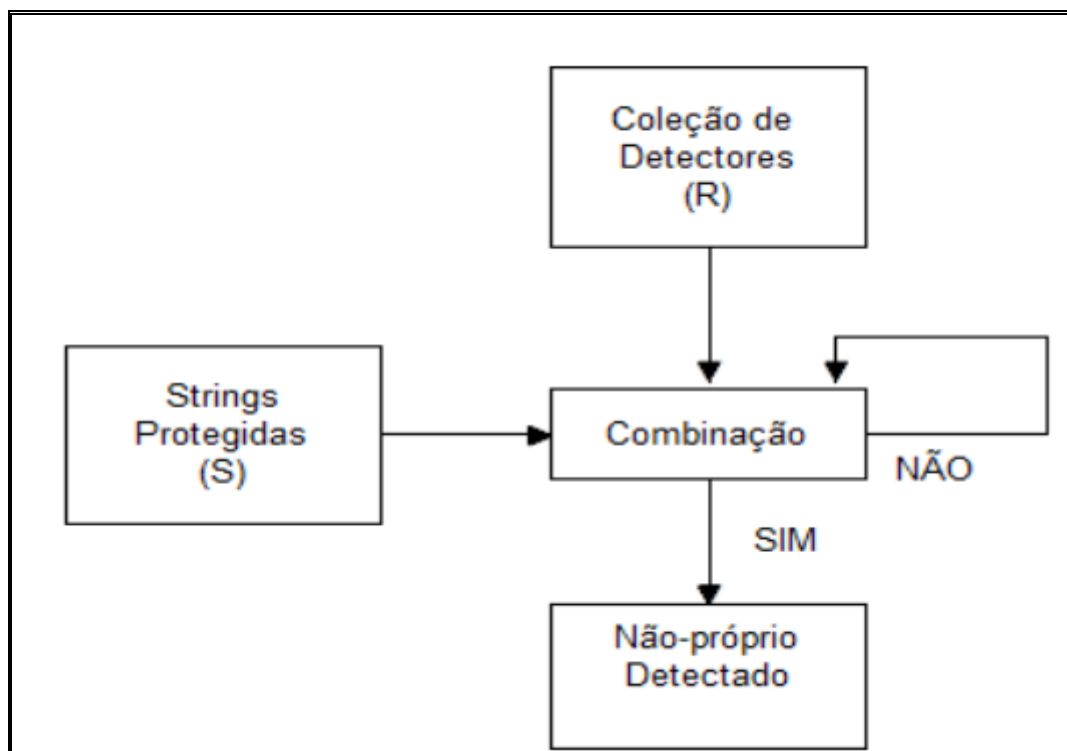 Coleção de
Detectores
(R)
Strings
Protegidas
(S)
Combinação
NÃO
SIM
Não-próprio
Detectado